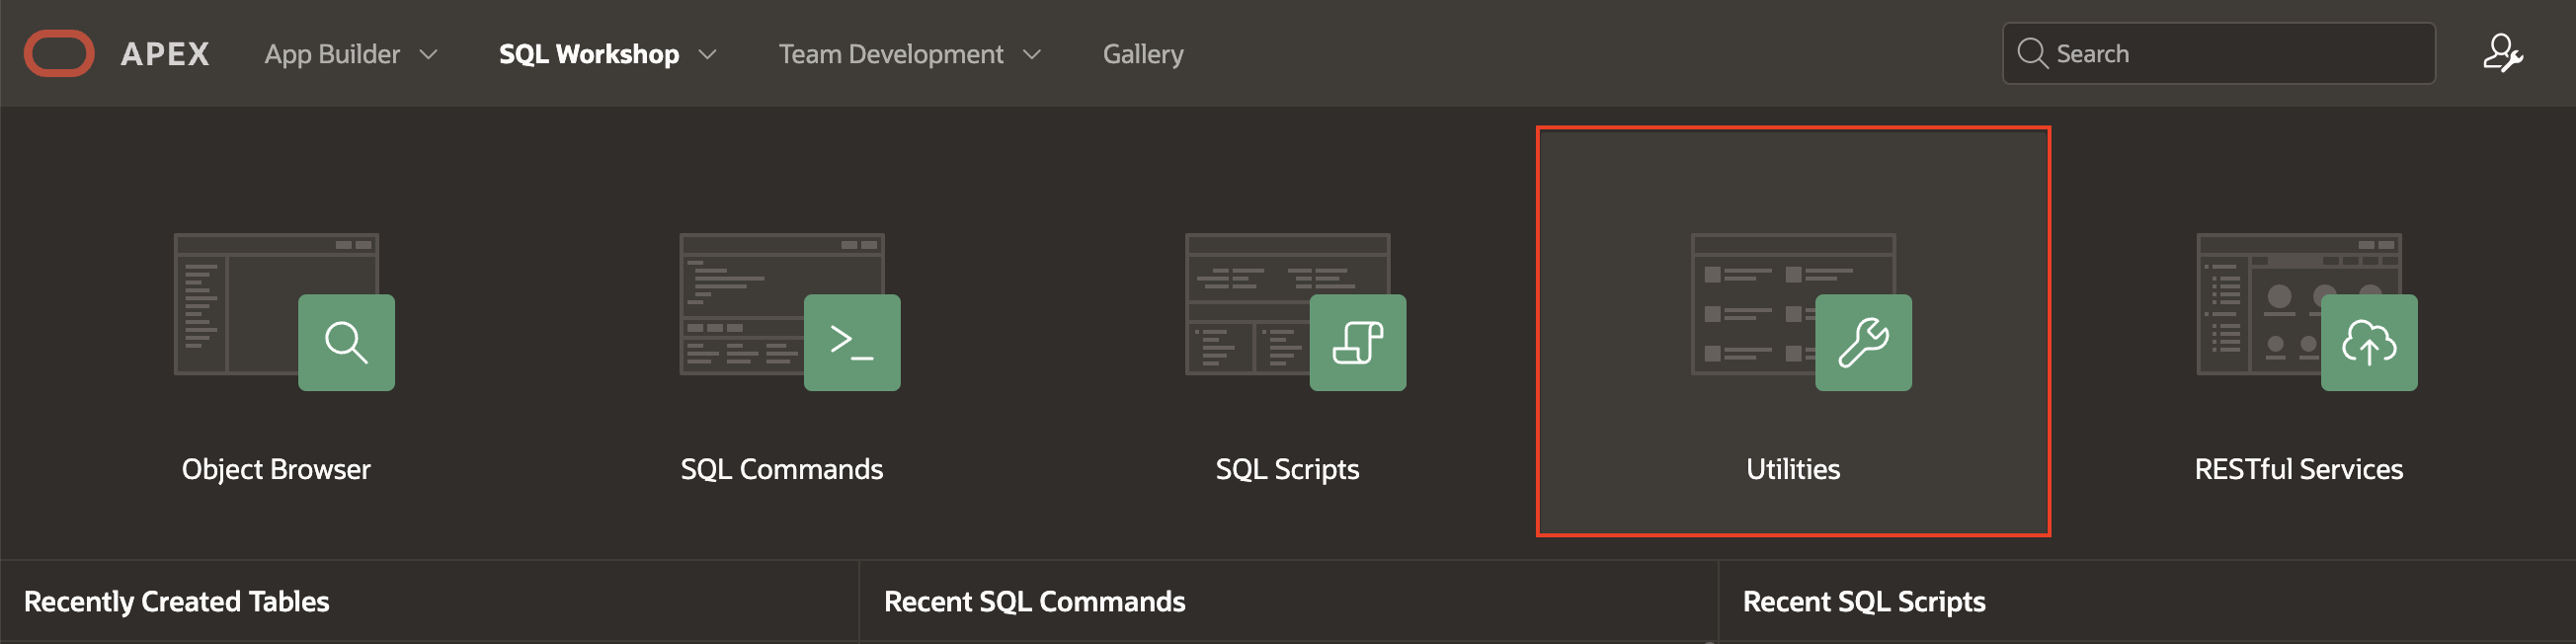 APEX App Builder SQL Workshop Team Development Gallery Search
Object Browser SQL Commands SQL Scripts Utilities RESTful Services
Recently Created Tables Recent SQL Commands Recent SQL Scripts